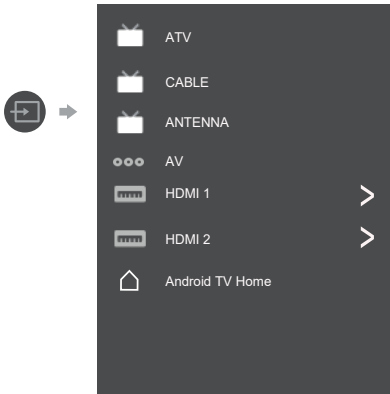 ATV
CABLE
ANTENNA
AV
HDMI 1
HDMI 2
Android TV Home